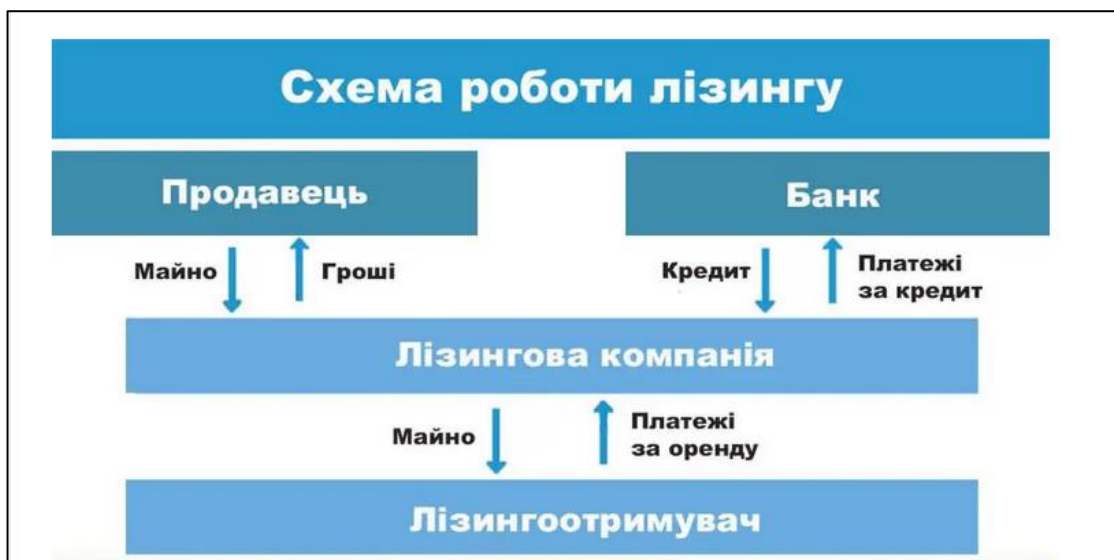 Схема роботи лізингу
Продавець
Банк
Майно
Гроші
Кредит
Платежі
за кредит
Лізингова компанія
Майно
Платежі
за оренду
Лізингоотримувач